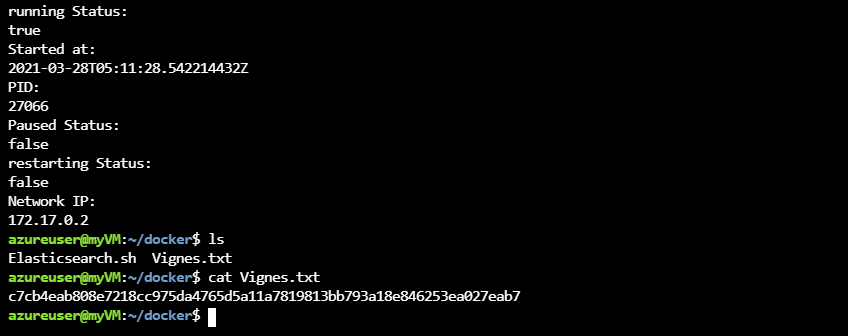 running Status:
true
Started at:
2021-03-28T05:11:28.542214432Z
PID:
27066
Paused Status:
false
restarting Status:
false
Network IP:
172.17.0.2
azureuser@myVM:~/docker$ ls
Elasticsearch.sh  Vignes.txt
azureuser@myVM:~/docker$ cat Vignes.txt
c7cb4eab808e7218cc975da4765d5a11a7819813bb793a18e846253ea027eab7
azureuser@myVM:~/docker$